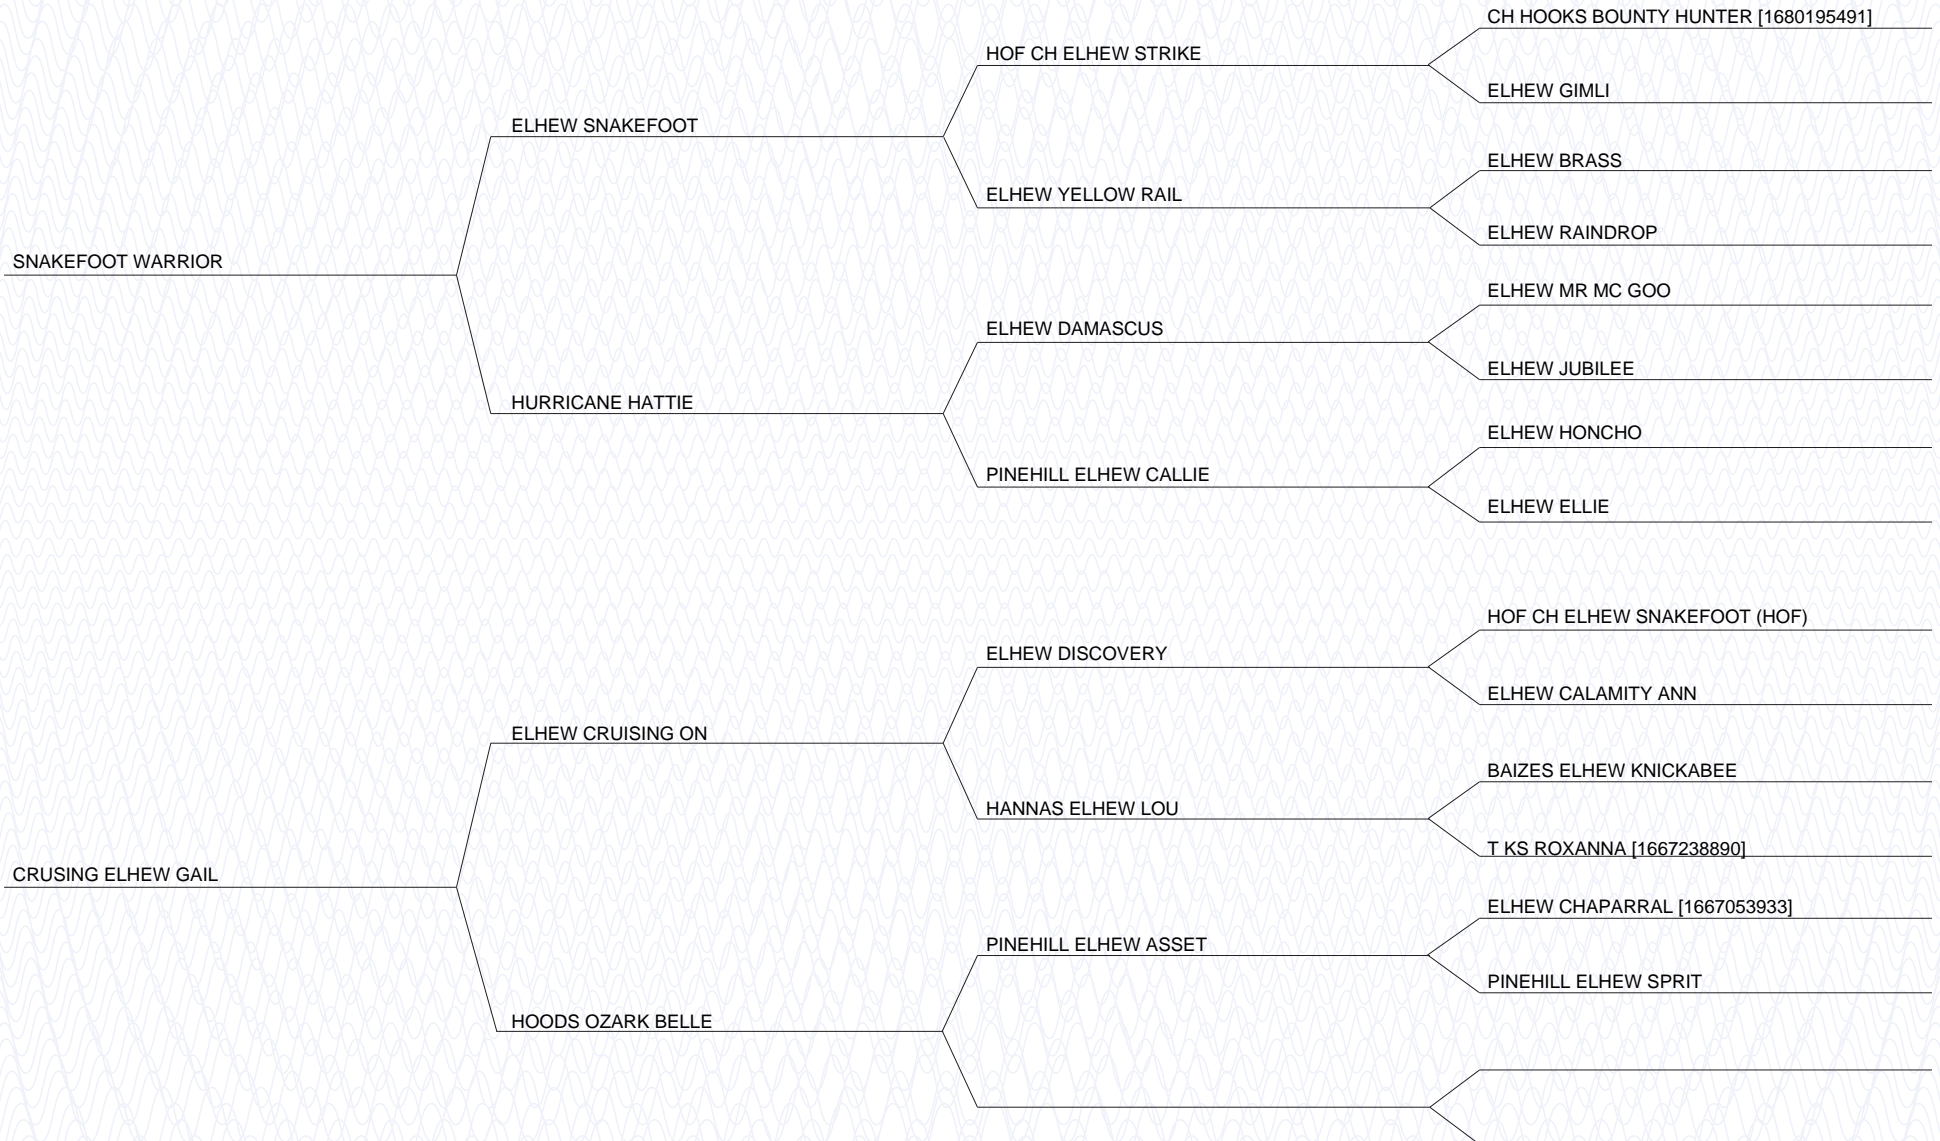 CH HOOKS BOUNTY HUNTER [1680195491]
HOF CH ELHEW STRIKE
ELHEW GIMLI
ELHEW SNAKEFOOT
ELHEW BRASS
ELHEW YELLOW RAIL
ELHEW RAINDROP
SNAKEFOOT WARRIOR
ELHEW MR MC GOO
ELHEW DAMASCUS
ELHEW JUBILEE
HURRICANE HATTIE
ELHEW HONCHO
PINEHILL ELHEW CALLIE
ELHEW ELLIE
HOF CH ELHEW SNAKEFOOT (HOF)
ELHEW DISCOVERY
ELHEW CALAMITY ANN
ELHEW CRUISING ON
BAIZES ELHEW KNICKABEE
HANNAS ELHEW LOU
T KS ROXANNA [1667238890]
CRUSING ELHEW GAIL
ELHEW CHAPARRAL [1667053933]
PINEHILL ELHEW ASSET
PINEHILL ELHEW SPRIT
HOODS OZARK BELLE